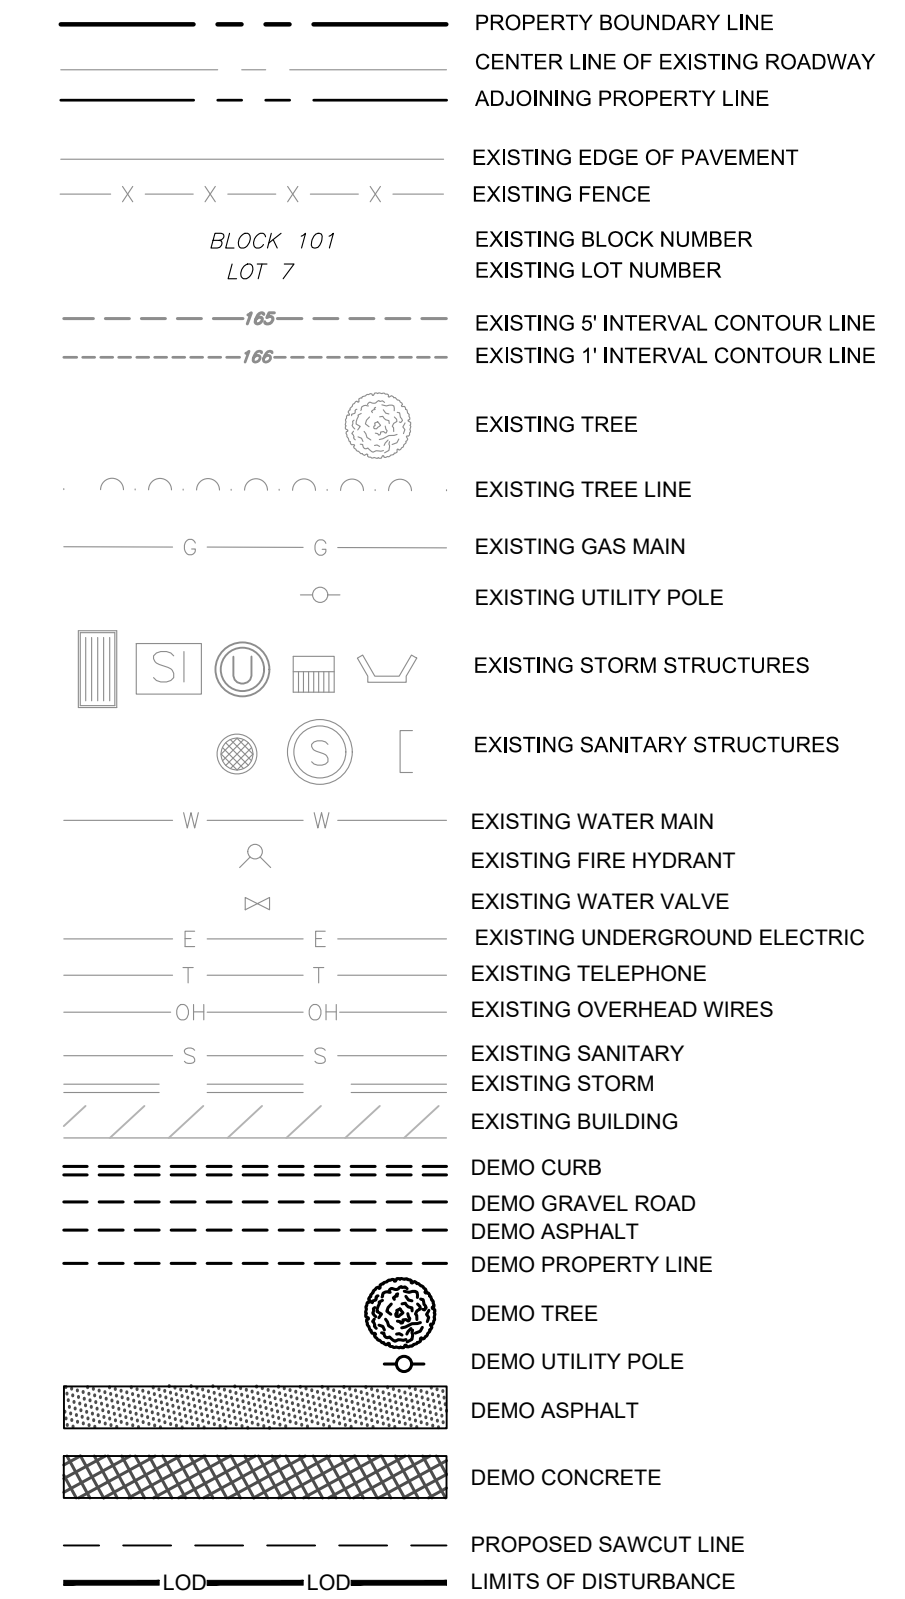 PROPERTY BOUNDARY LINE
CENTER LINE OF EXISTING ROADWAY
ADJOINING PROPERTY LINE
EXISTING EDGE OF PAVEMENT
X X X X EXISTING FENCE
BLOCK 101 EXISTING BLOCK NUMBER
LOT 7 EXISTING LOT NUMBER
165 EXISTING 5' INTERVAL CONTOUR LINE
166 EXISTING 1' INTERVAL CONTOUR LINE
EXISTING TREE
EXISTING TREE LINE
G G EXISTING GAS MAIN
EXISTING UTILITY POLE
SI U EXISTING STORM STRUCTURES
S EXISTING SANITARY STRUCTURES
W W EXISTING WATER MAIN
EXISTING FIRE HYDRANT
EXISTING WATER VALVE
E E EXISTING UNDERGROUND ELECTRIC
T T EXISTING TELEPHONE
OH OH EXISTING OVERHEAD WIRES
S S EXISTING SANITARY
EXISTING STORM
EXISTING BUILDING
DEMO CURB
DEMO GRAVEL ROAD
DEMO ASPHALT
DEMO PROPERTY LINE
DEMO TREE
DEMO UTILITY POLE
DEMO ASPHALT
DEMO CONCRETE
PROPOSED SAWCUT LINE
LOD LOD LIMITS OF DISTURBANCE